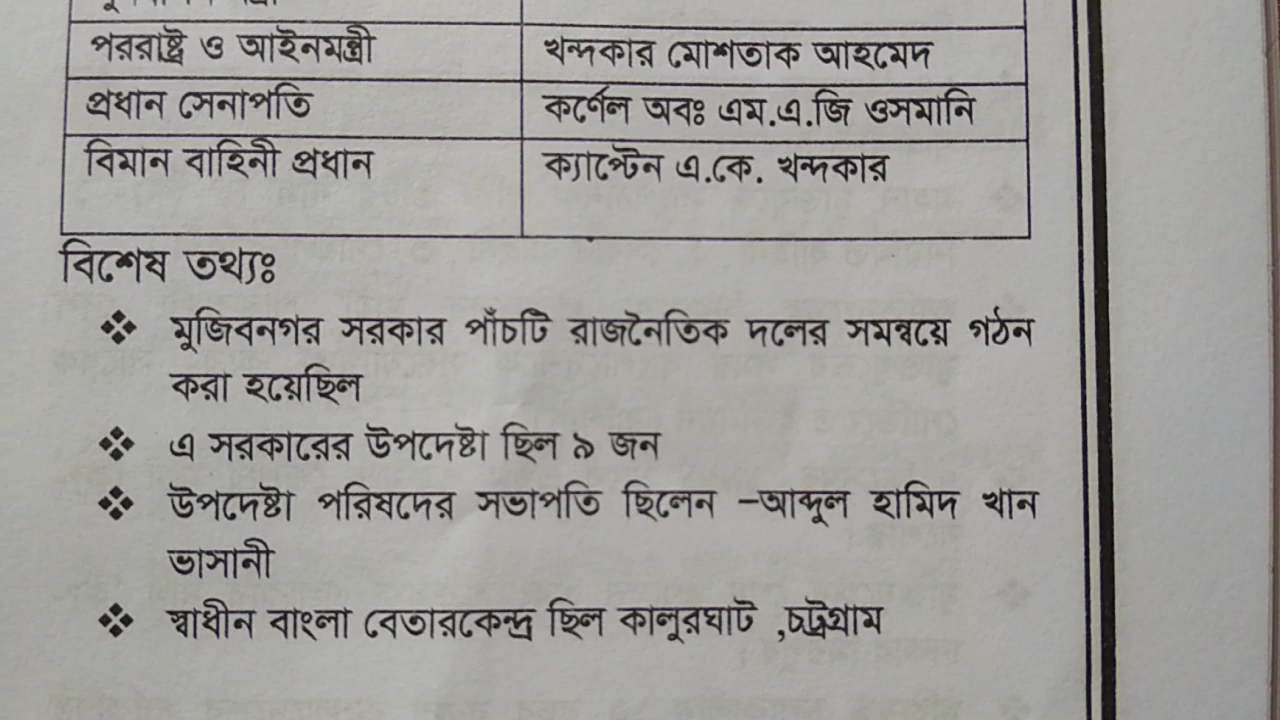 পররাষ্ট্র ও আইনমন্ত্রী খন্দকার মোশতাক আহমেদ
প্রধান সেনাপতি কর্ণেল অবঃ এম.এ.জি ওসমানি
বিমান বাহিনী প্রধান ক্যাপ্টেন এ.কে. খন্দকার
বিশেষ তথ্যঃ
❖ মুজিবনগর সরকার পাঁচটি রাজনৈতিক দলের সমন্বয়ে গঠন
করা হয়েছিল
❖ এ সরকারের উপদেষ্টা ছিল ৯ জন
❖ উপদেষ্টা পরিষদের সভাপতি ছিলেন –আব্দুল হামিদ খান
ভাসানী
❖ স্বাধীন বাংলা বেতারকেন্দ্র ছিল কালুরঘাট ,চট্রগ্রাম